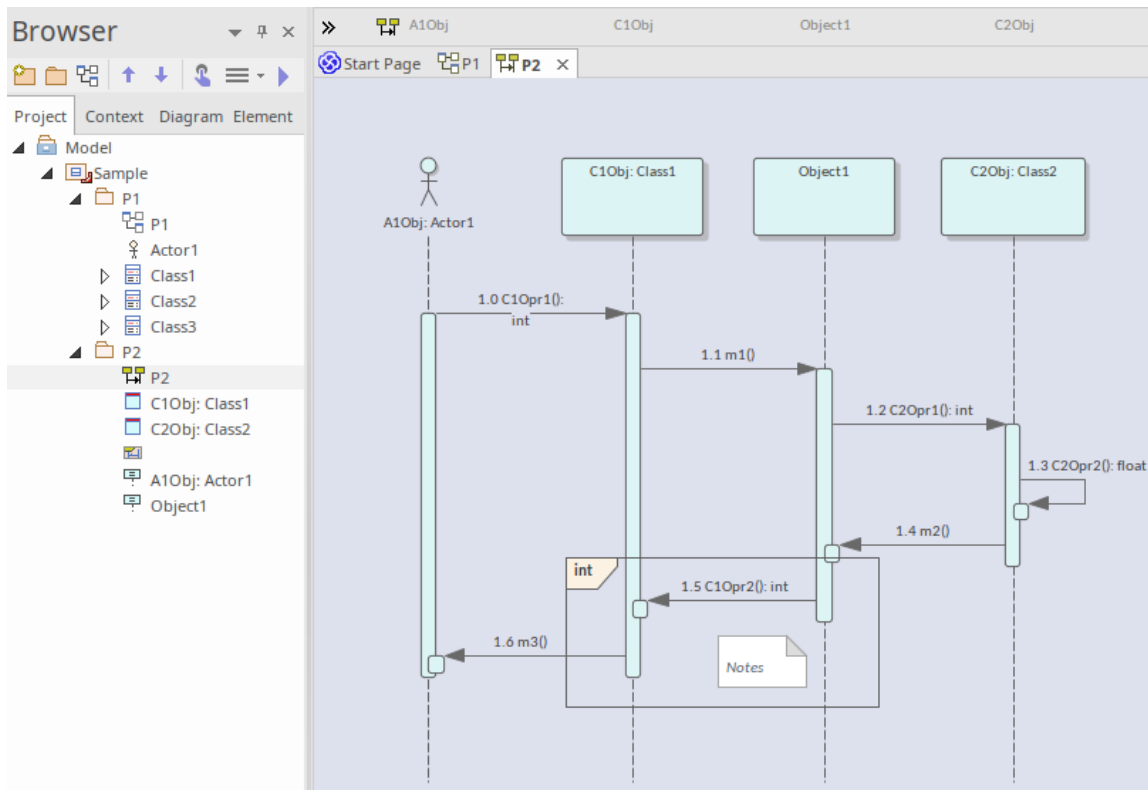 Browser
A1Obj
C1Obj
Object1
C2Obj
Start Page
P1
P2
Project
Context
Diagram
Element
Model
Sample
P1
P1
Actor1
Class1
Class2
Class3
P2
P2
C1Obj: Class1
C2Obj: Class2
A1Obj: Actor1
Object1
A1Obj: Actor1
C1Obj: Class1
Object1
C2Obj: Class2
1.0 C1Opr1():
int
1.1 m1()
1.2 C2Opr1(): int
1.3 C2Opr2(): float
1.4 m2()
int
1.5 C1Opr2(): int
1.6 m3()
Notes